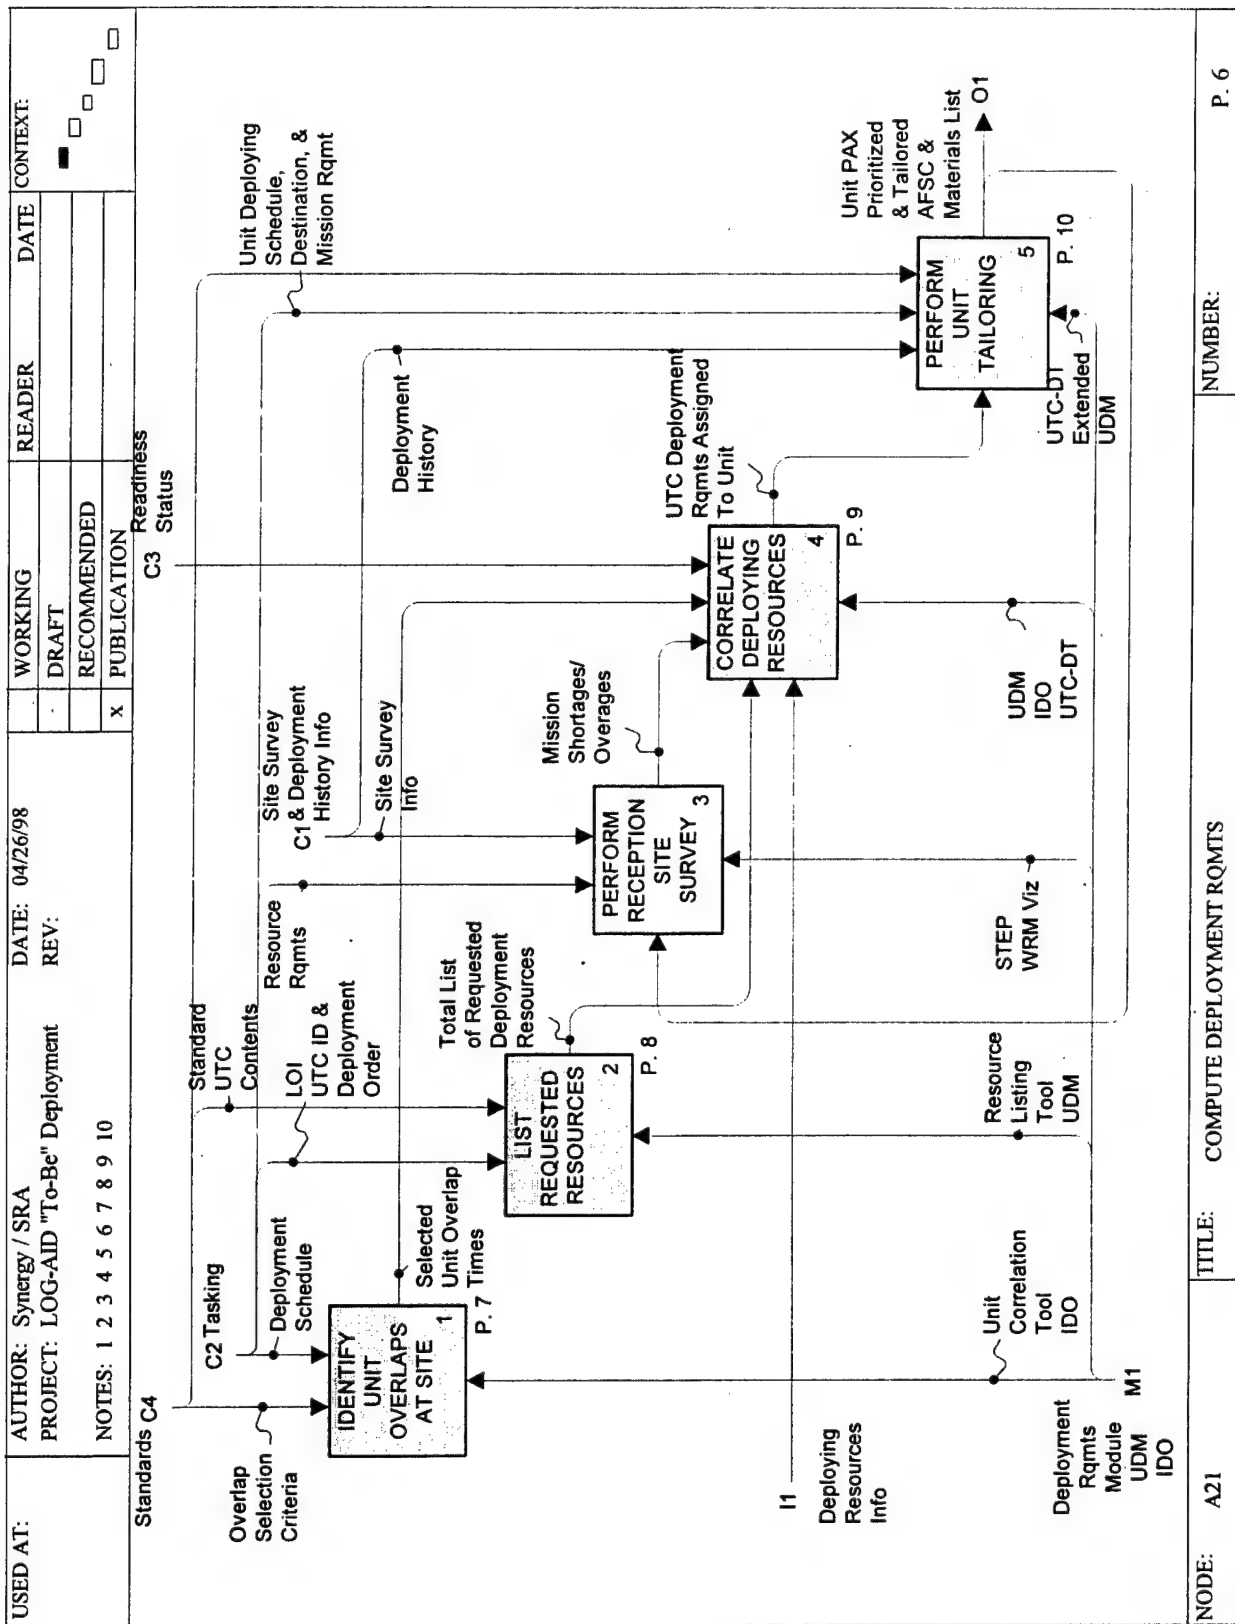 USED AT:
AUTHOR: Synergy / SRA
DATE: 04/26/98
PROJECT: LOG-AID "To-Be" Deployment
REV:
NOTES: 1 2 3 4 5 6 7 8 9 10
WORKING
DRAFT
RECOMMENDED
x PUBLICATION
READER
DATE
CONTEXT:
Standards C4
C2 Tasking
Standard
UTC
Contents
LOI
UTC ID &
Deployment
Order
Resource
Rqmts
Site Survey
& Deployment
History Info
C1
Site Survey
Info
Readiness
Status
C3
Unit Deploying
Schedule,
Destination, &
Mission Rqmt
Deployment
History
Overlap
Selection
Criteria
Deployment
Schedule
IDENTIFY
UNIT
OVERLAPS
AT SITE
1
P. 7
Selected
Unit Overlap
Times
LIST
REQUESTED
RESOURCES
2
P. 8
Total List
of Requested
Deployment
Resources
PERFORM
RECEPTION
SITE
SURVEY
3
Mission
Shortages/
Overages
CORRELATE
DEPLOYING
RESOURCES
4
P. 9
UTC Deployment
Rqmts Assigned
To Unit
PERFORM
UNIT
TAILORING
5
P. 10
Unit PAX
Prioritized
& Tailored
AFSC &
Materials List
O1
I1
Deploying
Resources
Info
Unit
Correlation
Tool
IDO
Resource
Listing
Tool
UDM
STEP
WRM Viz
UDM
IDO
UTC-DT
UTC-DT
Extended
UDM
Deployment
Rqmts
Module
UDM
IDO
M1
NODE: A21
TITLE: COMPUTE DEPLOYMENT RQMTS
NUMBER:
P. 6